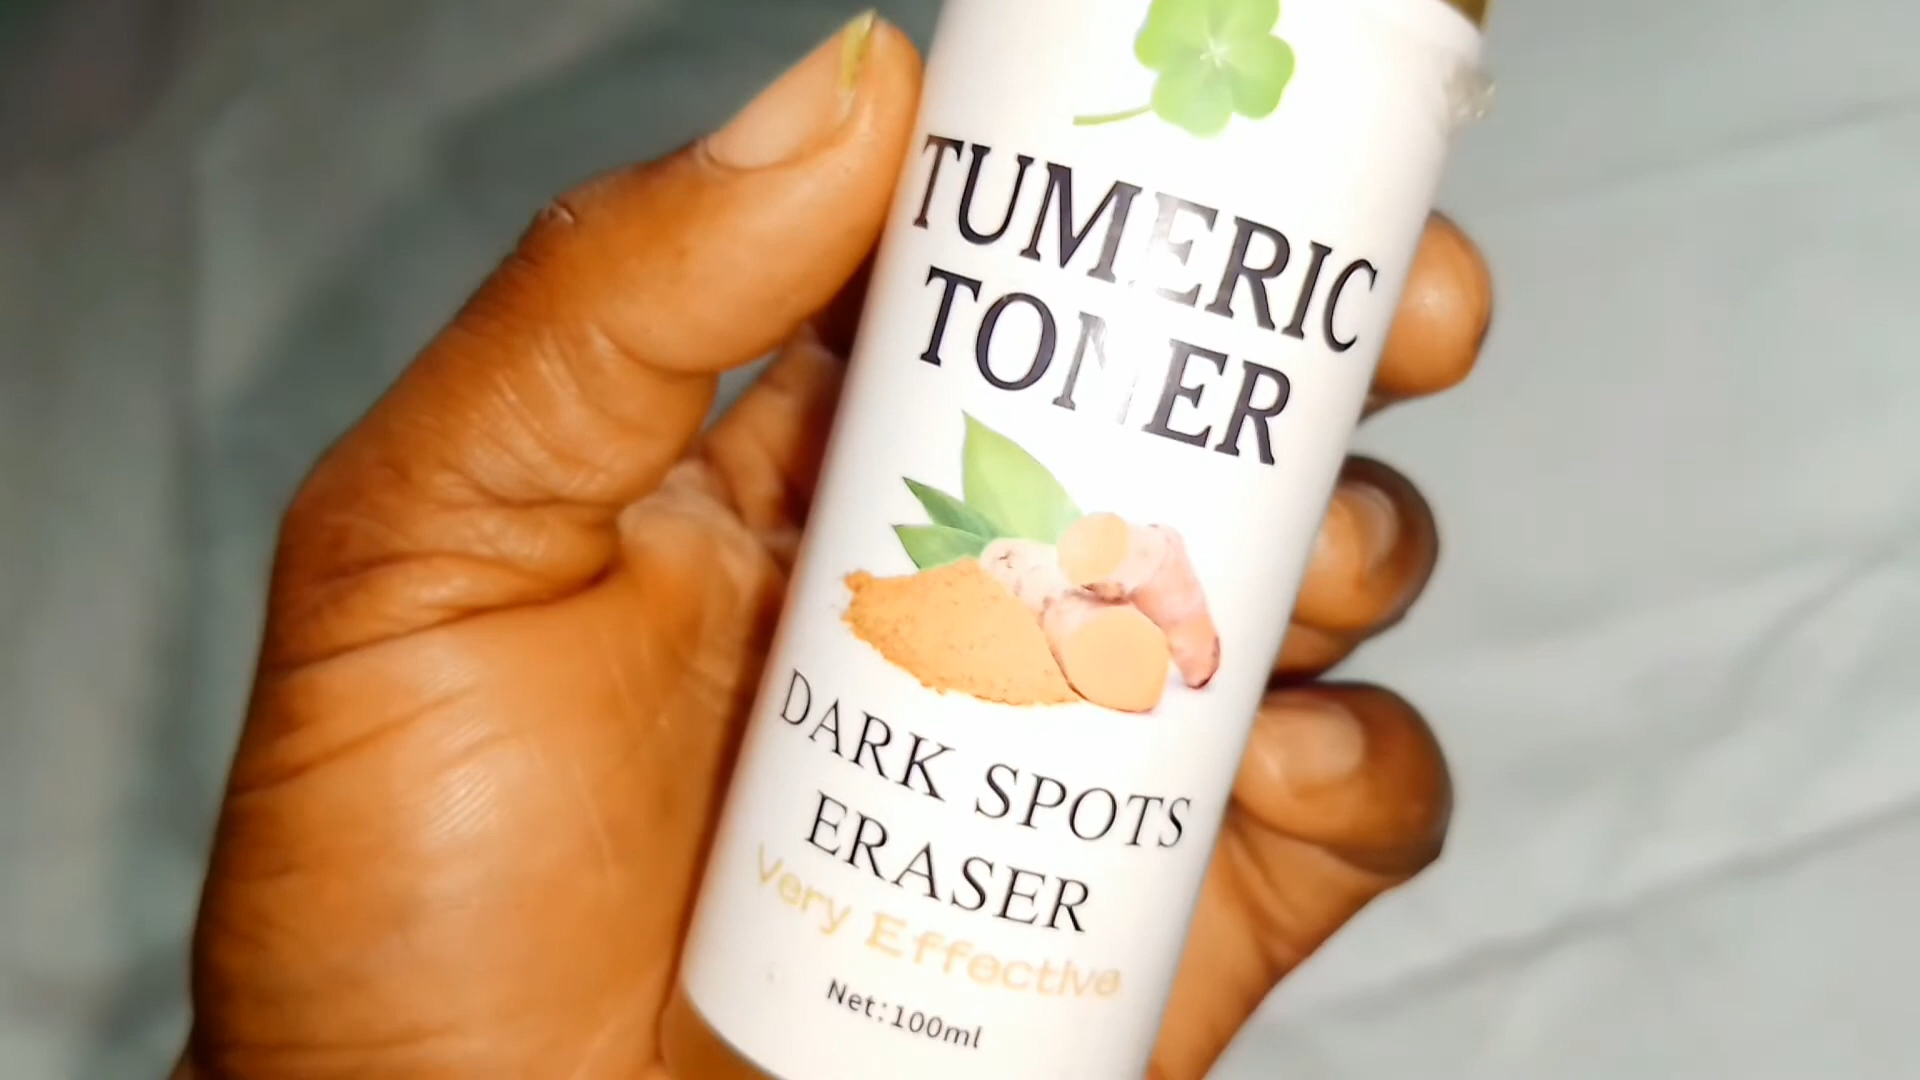 TUMERIC
TONER
DARK SPOTS
ERASER
Very Effective
Net:100ml